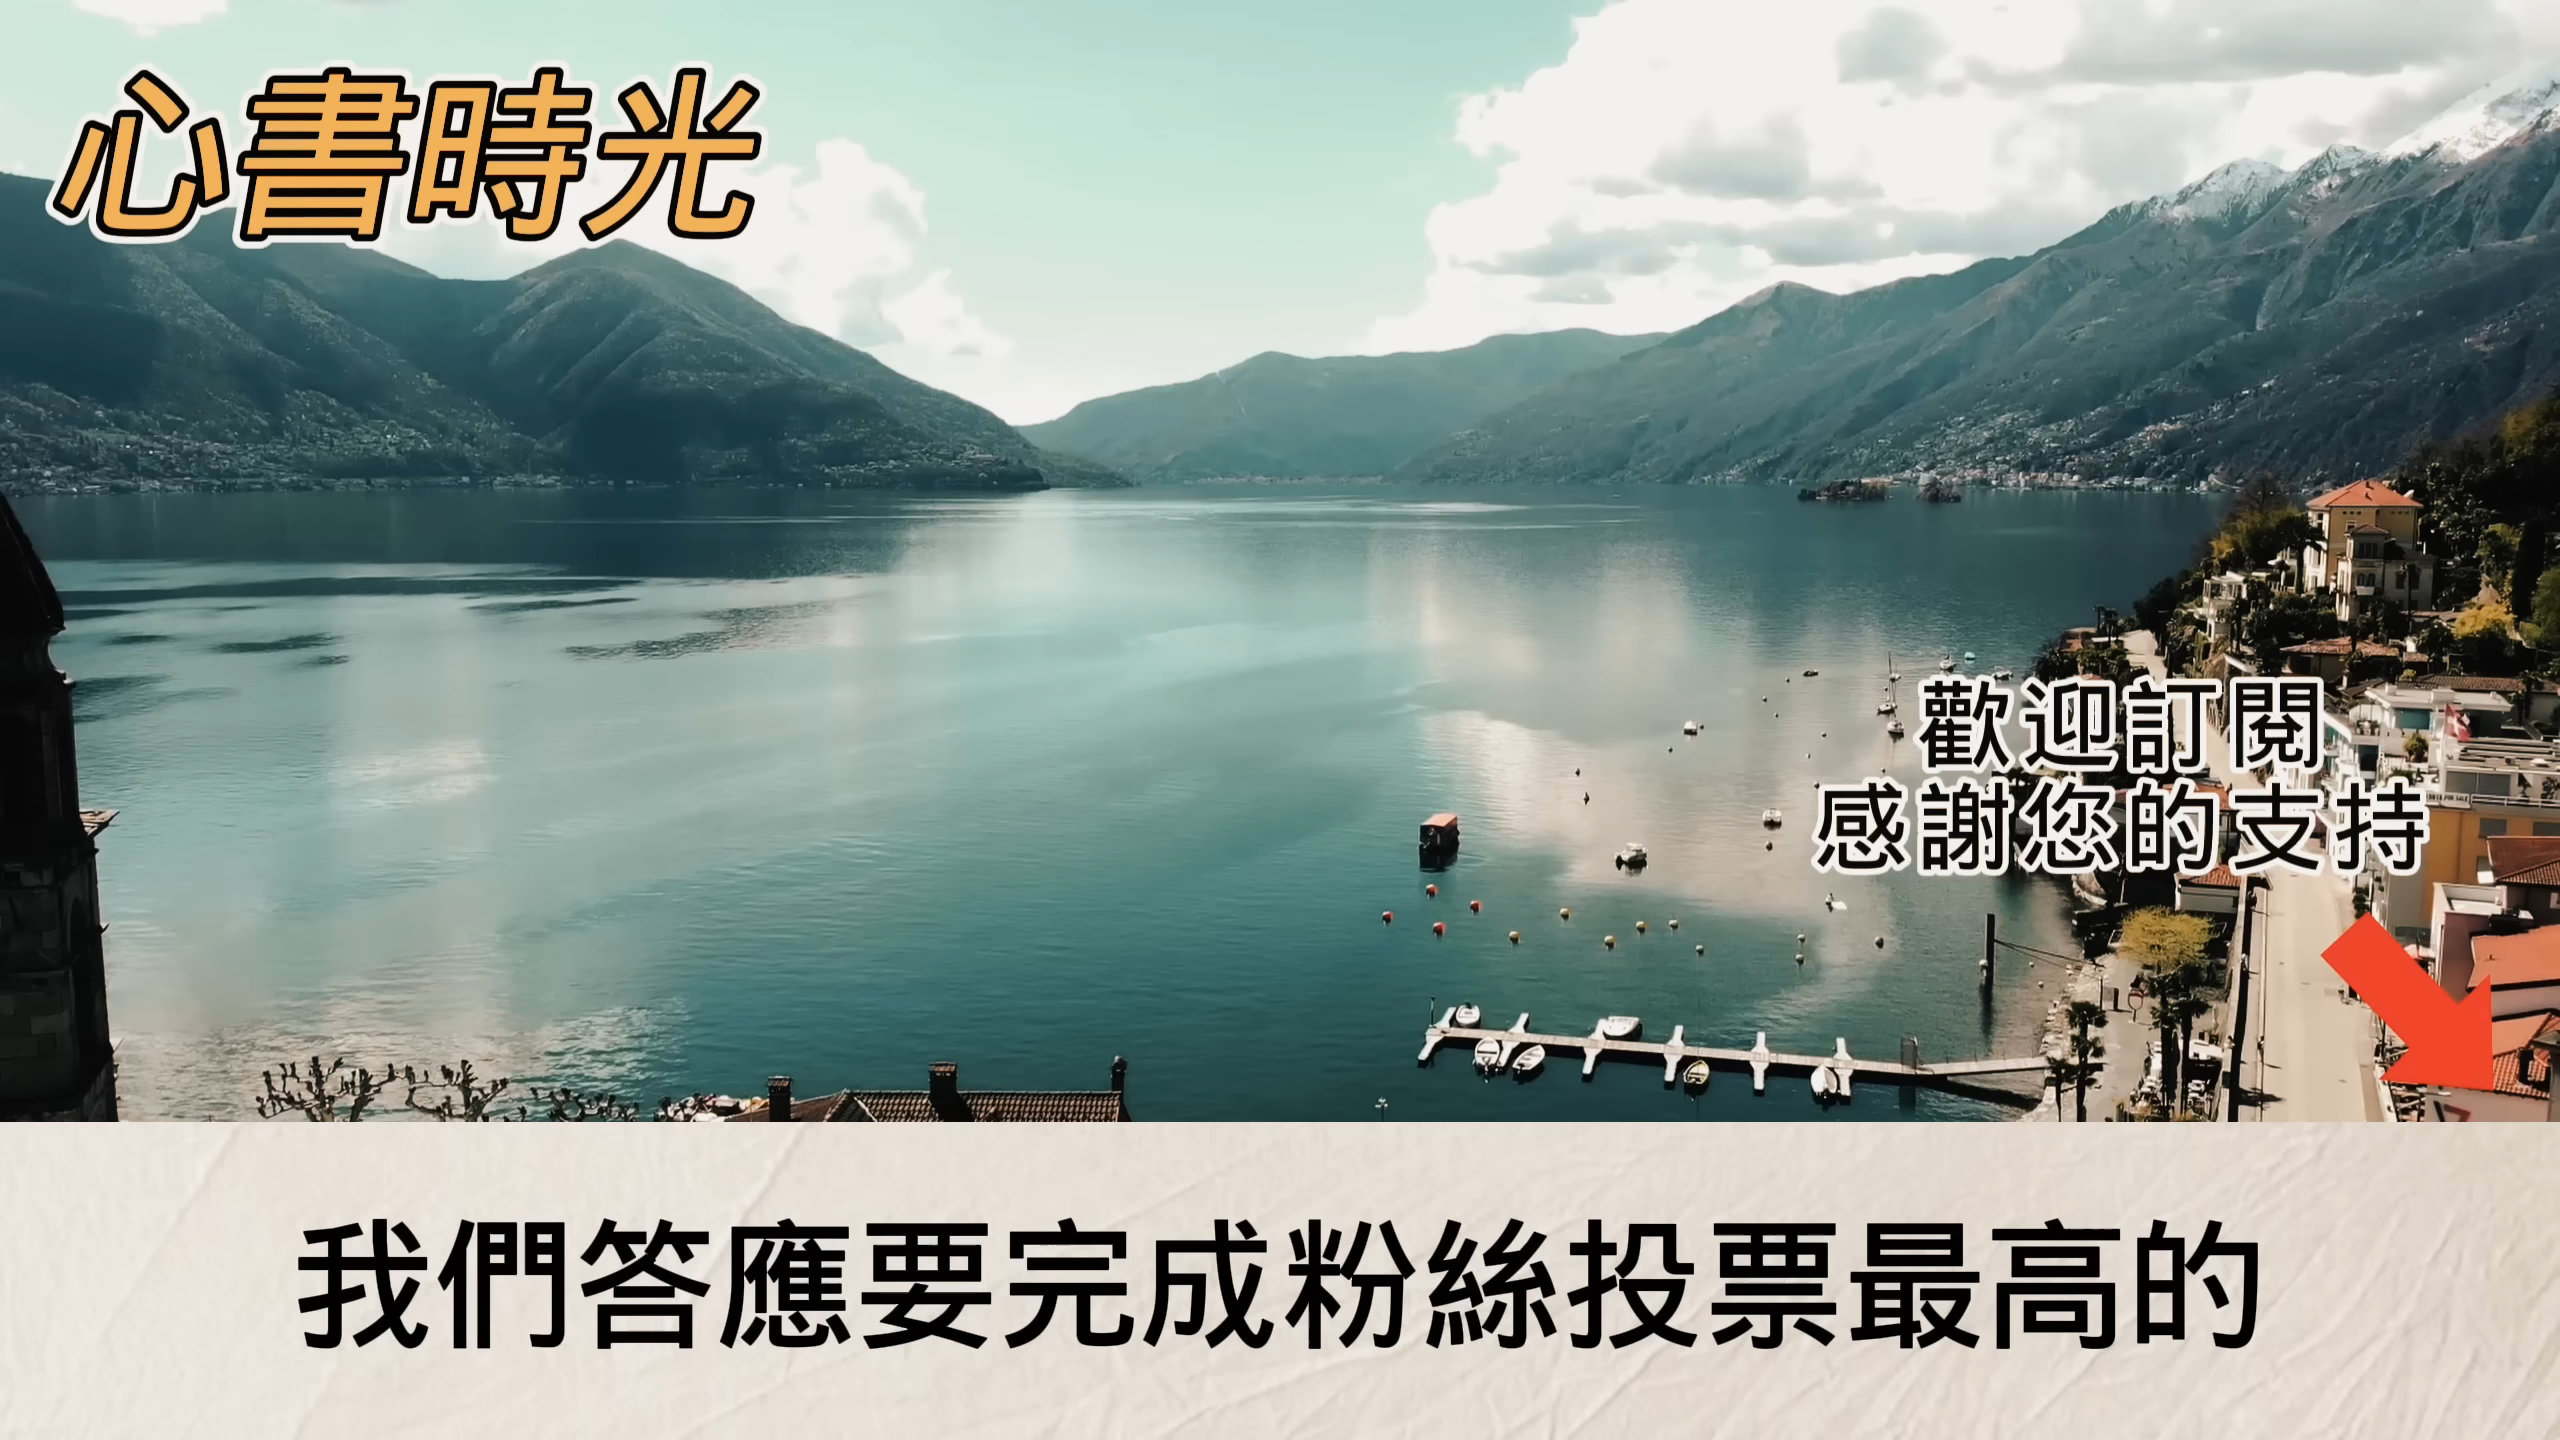 心書時光
歡迎訂閱
感謝您的支持
我們答應要完成粉絲投票最高的